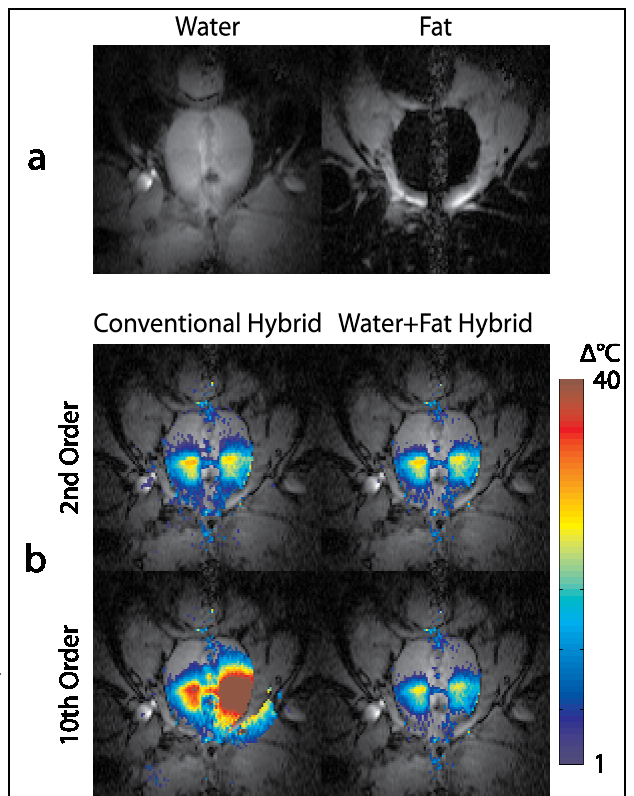 Water Fat
a
Conventional Hybrid Water+Fat Hybrid
Δ°C
40
2nd Order
b
10th Order
1